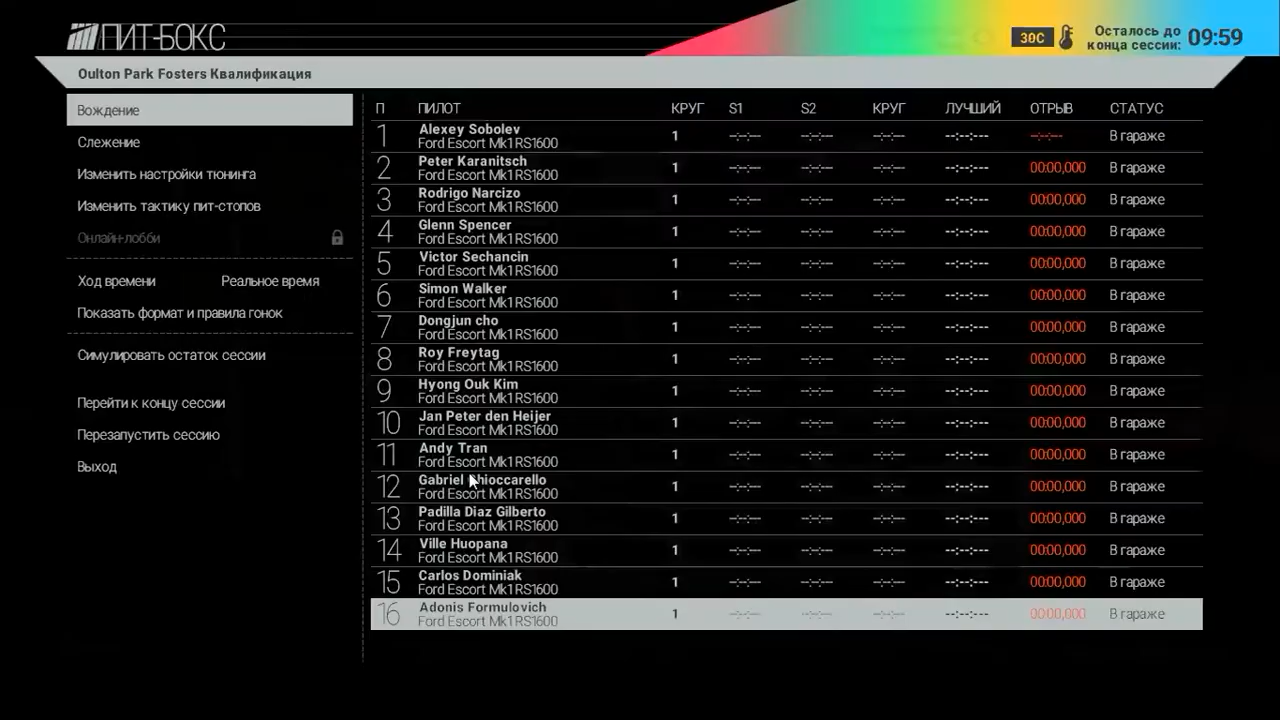 ПИТ-БОКС
30C
Осталось до
конца сессии:
09:59
Oulton Park Fosters Квалификация
Вождение
Слежение
Изменить настройки тюнинга
Изменить тактику пит-стопов
Онлайн-лобби
Ход времени Реальное время
Показать формат и правила гонок
Симулировать остаток сессии
Перейти к концу сессии
Перезапустить сессию
Выход
П ПИЛОТ КРУГ S1 S2 КРУГ ЛУЧШИЙ ОТРЫВ СТАТУС
1 Alexey Sobolev 1 --:--- --:--- --:--- --:--:--- --:--- В гараже
Ford Escort Mk1 RS1600
2 Peter Karanitsch 1 --:--- --:--- --:--- --:--:--- 00:00,000 В гараже
Ford Escort Mk1 RS1600
3 Rodrigo Narcizo 1 --:--- --:--- --:--- --:--:--- 00:00,000 В гараже
Ford Escort Mk1 RS1600
4 Glenn Spencer 1 --:--- --:--- --:--- --:--:--- 00:00,000 В гараже
Ford Escort Mk1 RS1600
5 Victor Sechancin 1 --:--- --:--- --:--- --:--:--- 00:00,000 В гараже
Ford Escort Mk1 RS1600
6 Simon Walker 1 --:--- --:--- --:--- --:--:--- 00:00,000 В гараже
Ford Escort Mk1 RS1600
7 Dongjun cho 1 --:--- --:--- --:--- --:--:--- 00:00,000 В гараже
Ford Escort Mk1 RS1600
8 Roy Freytag 1 --:--- --:--- --:--- --:--:--- 00:00,000 В гараже
Ford Escort Mk1 RS1600
9 Hyong Ouk Kim 1 --:--- --:--- --:--- --:--:--- 00:00,000 В гараже
Ford Escort Mk1 RS1600
10 Jan Peter den Heijer 1 --:--- --:--- --:--- --:--:--- 00:00,000 В гараже
Ford Escort Mk1 RS1600
11 Andy Tran 1 --:--- --:--- --:--- --:--:--- 00:00,000 В гараже
Ford Escort Mk1 RS1600
12 Gabriel 1 --:--- --:--- --:--- --:--:--- 00:00,000 В гараже
Ford Escort Mk1 RS1600
13 Padilla Diaz Gilberto 1 --:--- --:--- --:--- --:--:--- 00:00,000 В гараже
Ford Escort Mk1 RS1600
14 Ville Huopana 1 --:--- --:--- --:--- --:--:--- 00:00,000 В гараже
Ford Escort Mk1 RS1600
15 Carlos Dominiak 1 --:--- --:--- --:--- --:--:--- 00:00,000 В гараже
Ford Escort Mk1 RS1600
16 Adonis Formulovich 1 --:--- --:--- --:--- --:--:--- 00:00,000 В гараже
Ford Escort Mk1 RS1600